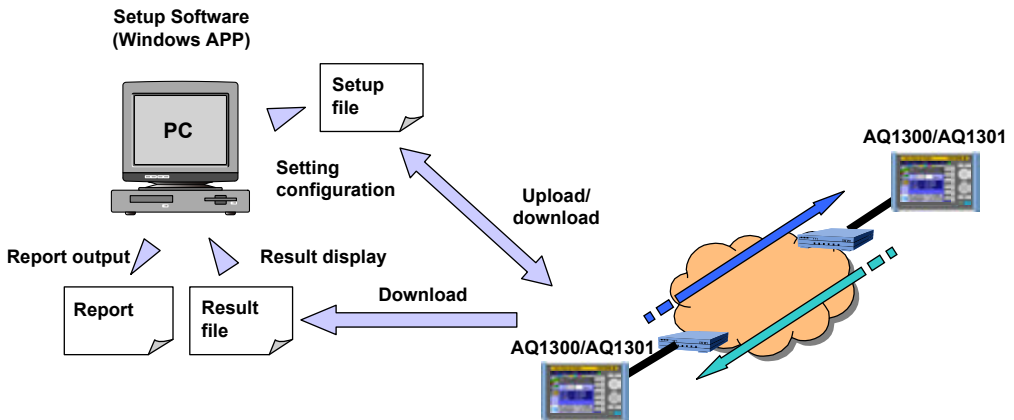 Setup Software
(Windows APP)
PC
Setup
file
Setting
configuration
Upload/
download
AQ1300/AQ1301
Report output
Result display
Report
Result
file
Download
AQ1300/AQ1301